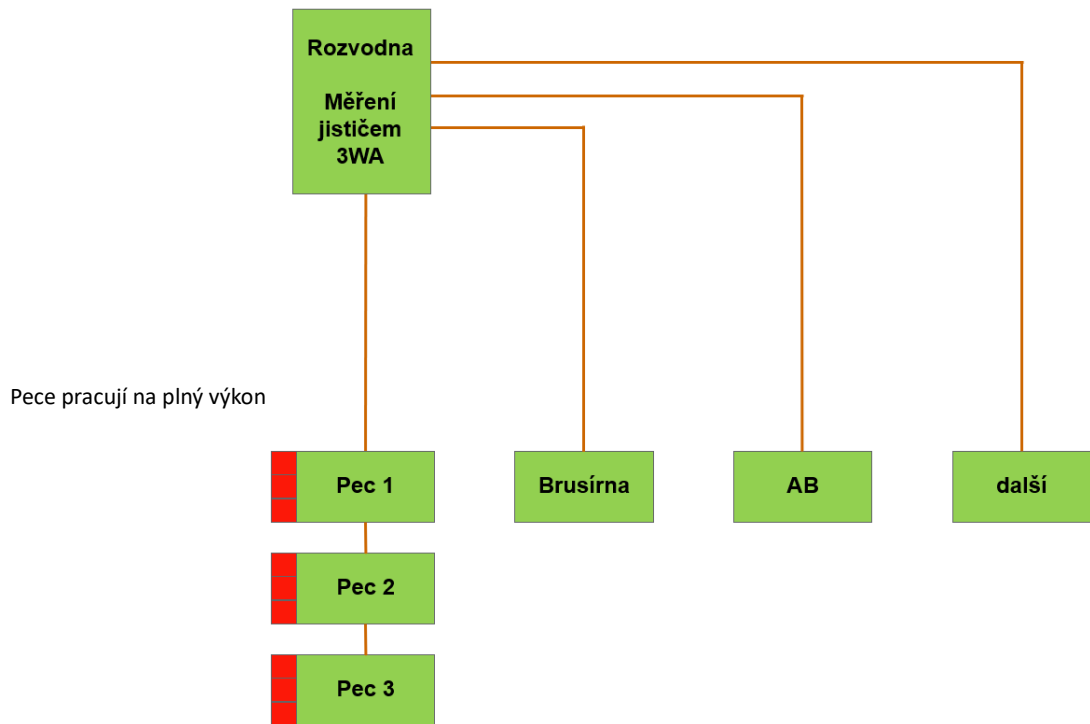 Rozvodna
Měření
jističem
3WA
Pece pracují na plný výkon
Pec 1
Brusírna
AB
další
Pec 2
Pec 3